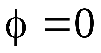 ϕ = 0